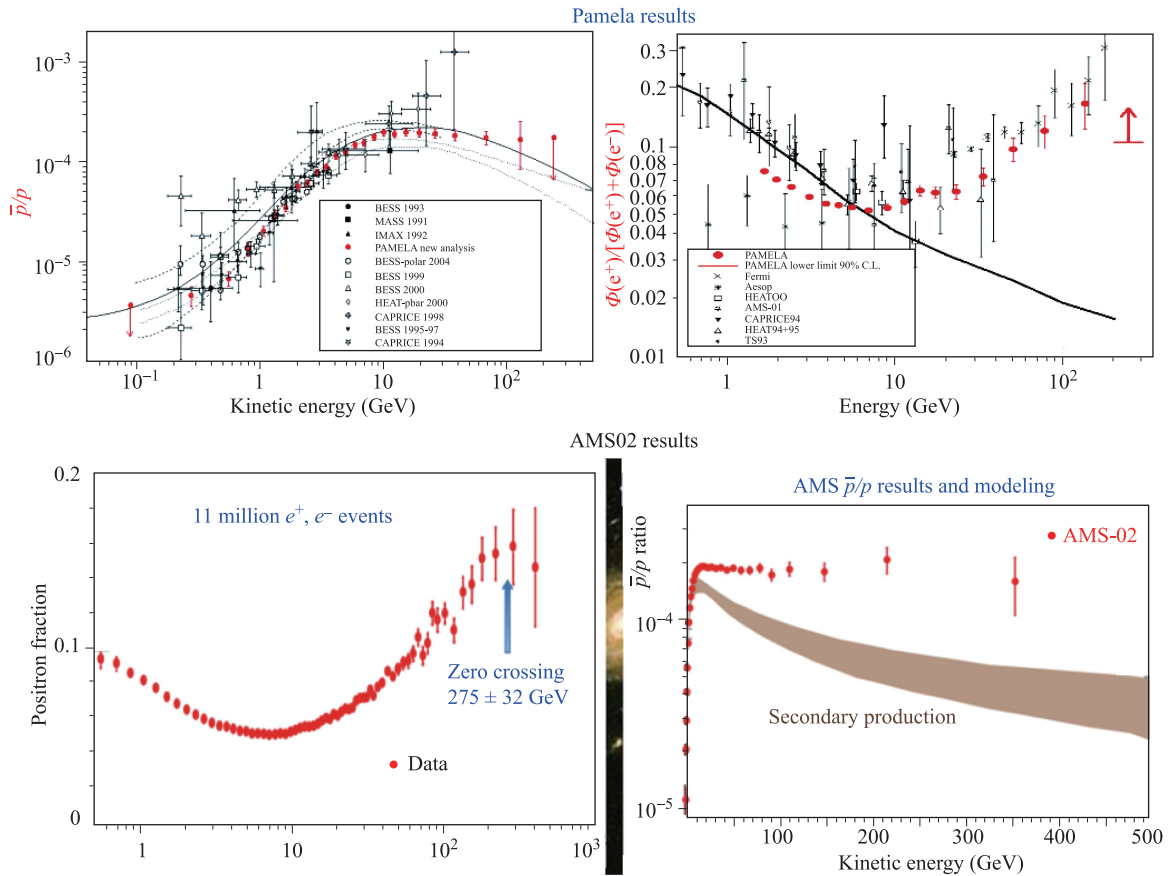 Pamela results
10⁻³
10⁻⁴
10⁻⁵
10⁻⁶
p̅/p
BESS 1993
MASS 1991
IMAX 1992
PAMELA new analysis
BESS-polar 2004
BESS 1999
BESS 2000
HEAT-pbar 2000
CAPRICE 1998
BESS 1995-97
CAPRICE 1994
10⁻¹ 1 10 10²
Kinetic energy (GeV)
0.3
0.2
0.1
0.07
0.06
0.05
0.04
0.03
0.02
0.01
Φ(e⁺)/[Φ(e⁺)+Φ(e⁻)]
PAMELA
PAMELA lower limit 90% C.L.
Fermi
Aesop
HEATOO
AMS-01
CAPRICE94
HEAT94+95
TS93
1 10 10²
Energy (GeV)
AMS02 results
0.2
0.1
0
Positron fraction
11 million e⁺, e⁻ events
Zero crossing
275 ± 32 GeV
Data
1 10 10² 10³
AMS p̅/p results and modeling
p̅/p ratio
10⁻⁴
10⁻⁵
AMS-02
Secondary production
100 200 300 400 500
Kinetic energy (GeV)